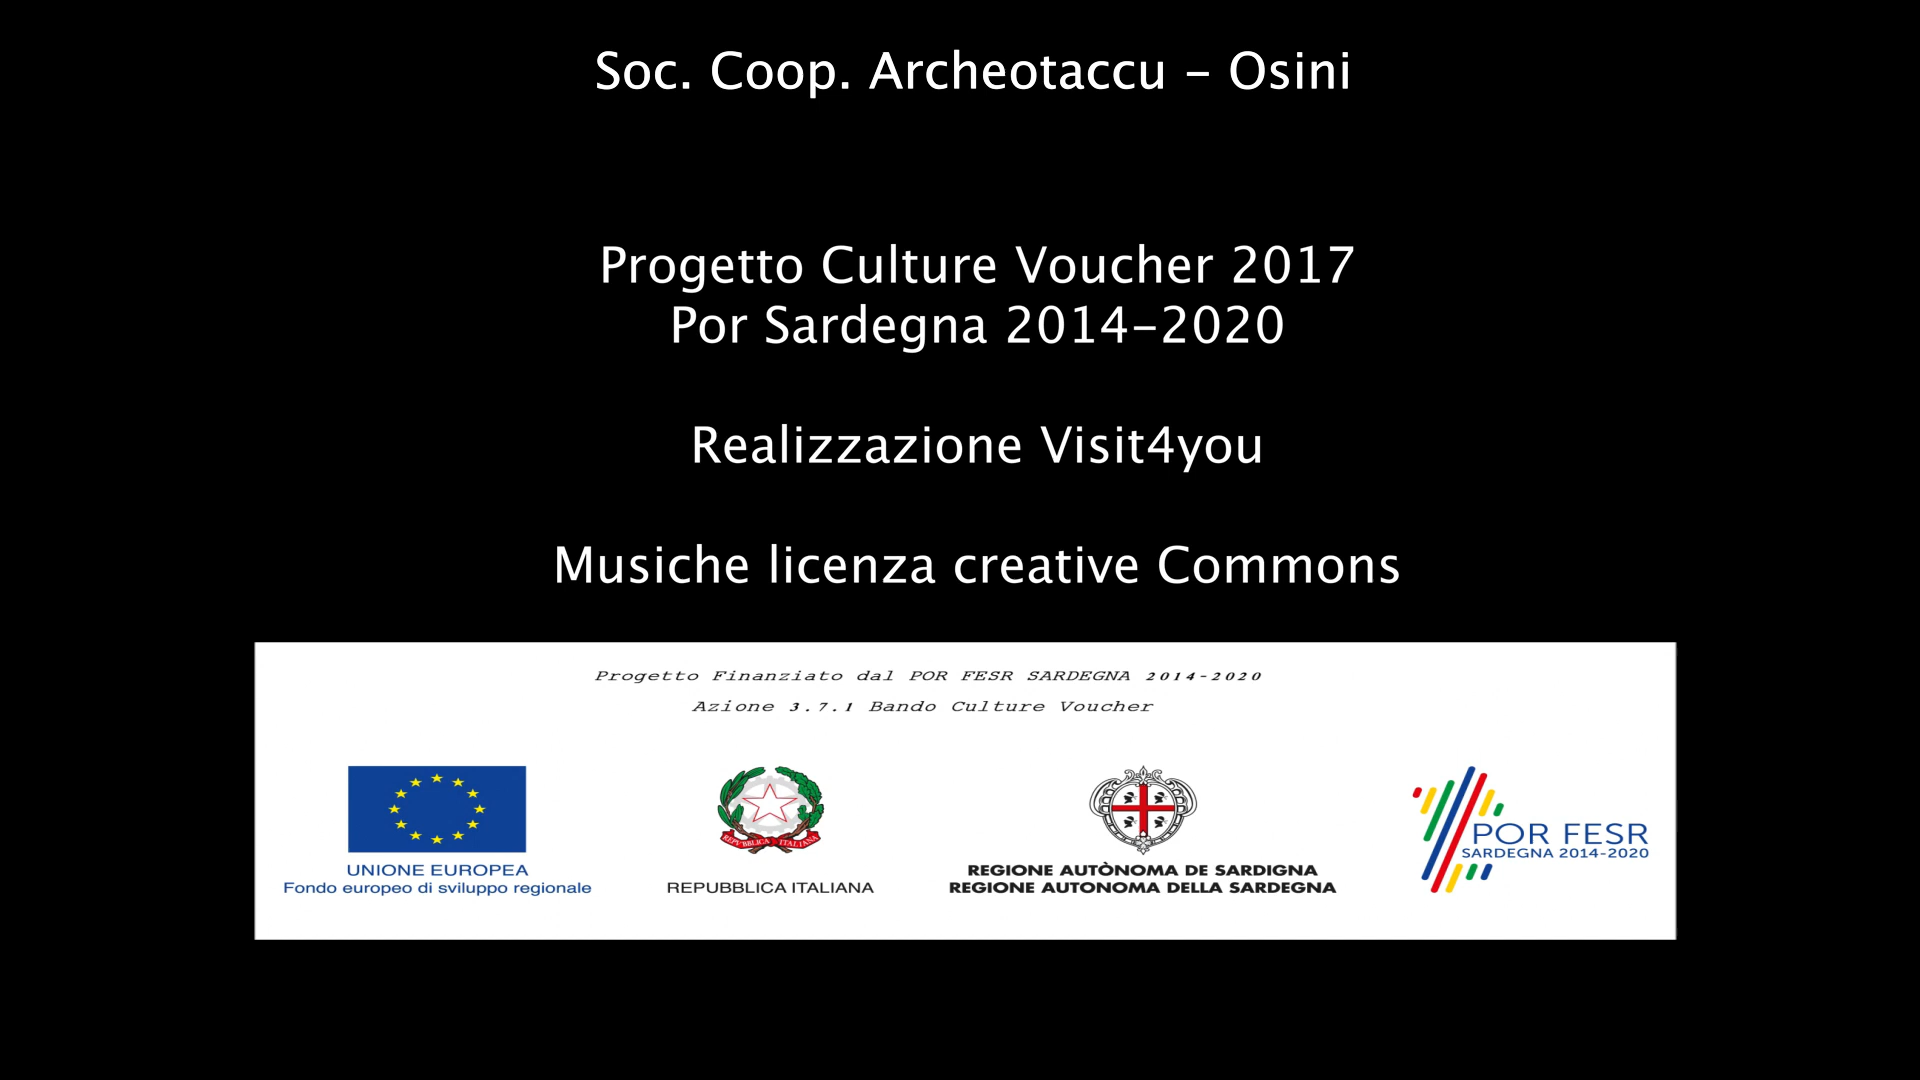 Soc. Coop. Archeotaccu - Osini
Progetto Culture Voucher 2017
Por Sardegna 2014-2020
Realizzazione Visit4you
Musiche licenza creative Commons
Progetto Finanziato dal POR FESR SARDEGNA 2014-2020
Azione 3.7.1 Bando Culture Voucher
UNIONE EUROPEA
Fondo europeo di sviluppo regionale
REPVBBLICA ITALIANA
REPUBBLICA ITALIANA
REGIONE AUTÒNOMA DE SARDIGNA
REGIONE AUTONOMA DELLA SARDEGNA
POR FESR
SARDEGNA 2014-2020